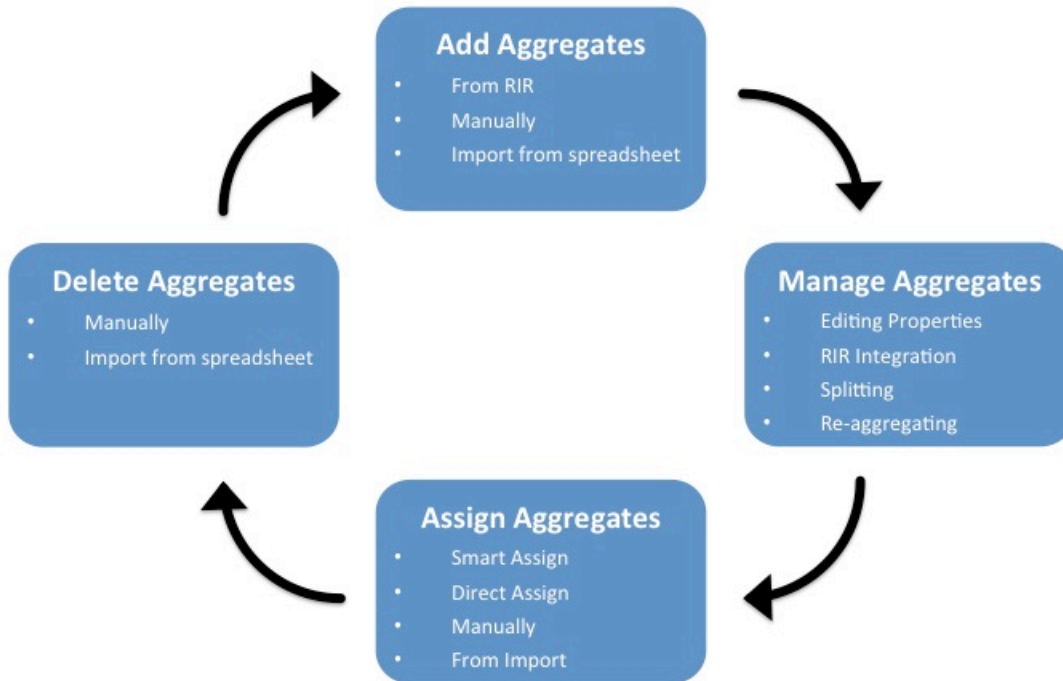 Add Aggregates
• From RIR
• Manually
• Import from spreadsheet
Manage Aggregates
• Editing Properties
• RIR Integration
• Splitting
• Re-aggregating
Assign Aggregates
• Smart Assign
• Direct Assign
• Manually
• From Import
Delete Aggregates
• Manually
• Import from spreadsheet